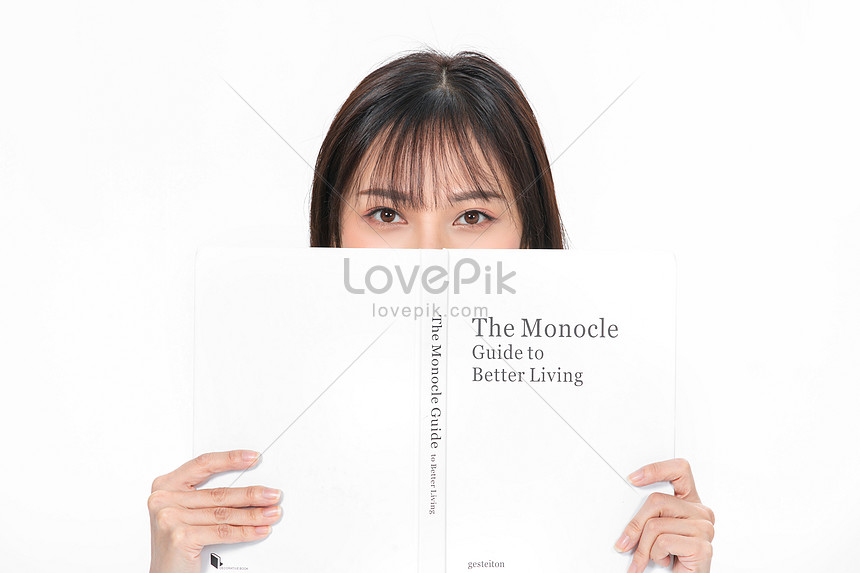 LovePik
lovepik.com
The Monocle Guide to Better Living
The Monocle
Guide to
Better Living
gesteiton